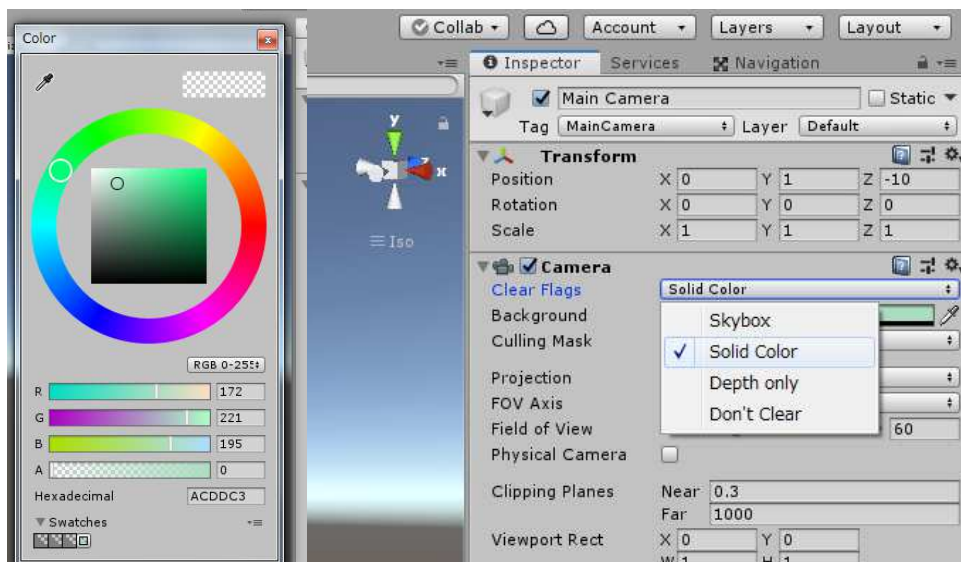 Color
RGB 0-255
R 172
G 221
B 195
A 0
Hexadecimal ACDDC3
Swatches
Collab Account Layers Layout
Inspector Services Navigation
Main Camera Static
Tag MainCamera Layer Default
Transform
Position X 0 Y 1 Z -10
Rotation X 0 Y 0 Z 0
Scale X 1 Y 1 Z 1
y
x
Iso
Camera
Clear Flags Solid Color
Background
Culling Mask
Skybox
Solid Color
Depth only
Don't Clear
Projection
FOV Axis
Field of View 60
Physical Camera
Clipping Planes Near 0.3
Far 1000
Viewport Rect X 0 Y 0
W 1 H 1